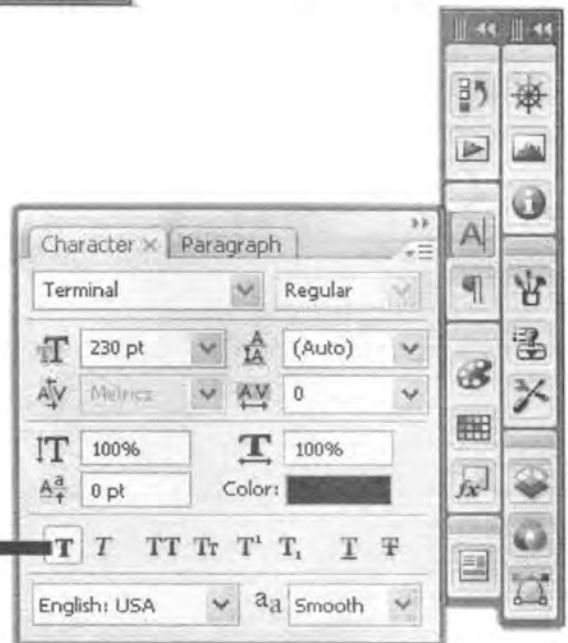 Character × Paragraph
Terminal Regular
230 pt (Auto)
Metrics 0
100% 100%
0 pt Color:
T T TT Tr T¹ T₁ T T
English: USA aa Smooth